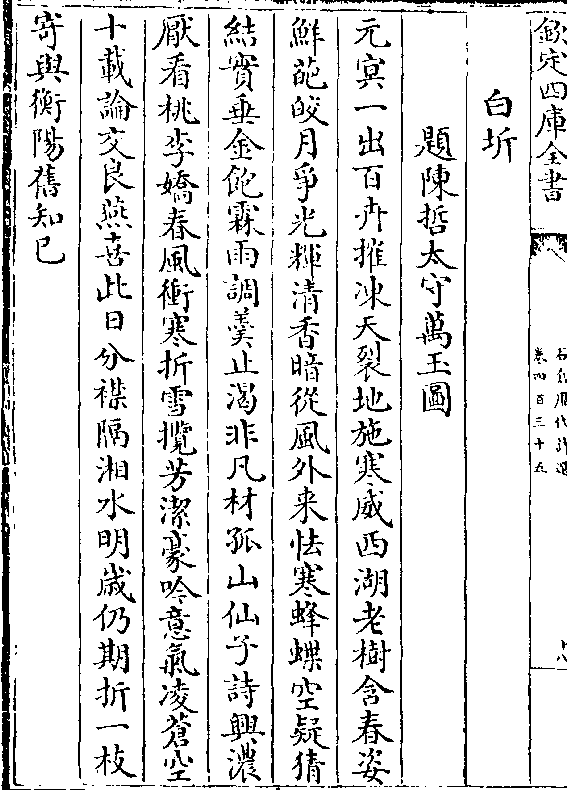 欽定四庫全書
石倉歴代詩選
卷四百三十五
十八
白圻
題陳哲太守萬玉圖
元㝠一出百卉摧凍天裂地施寒威西湖老樹含春姿
鮮葩皎月爭光輝清香暗從風外来怯寒蜂蝶空疑猜
結實垂金飽霖雨調羮止渴非凡材孤山仙子詩興濃
厭看桃李嬌春風衝寒折雪攬芳潔豪吟意氣凌蒼空
十載論交良燕喜此日分襟隔湘水明嵗仍期折一枝
寄與衡陽舊知已